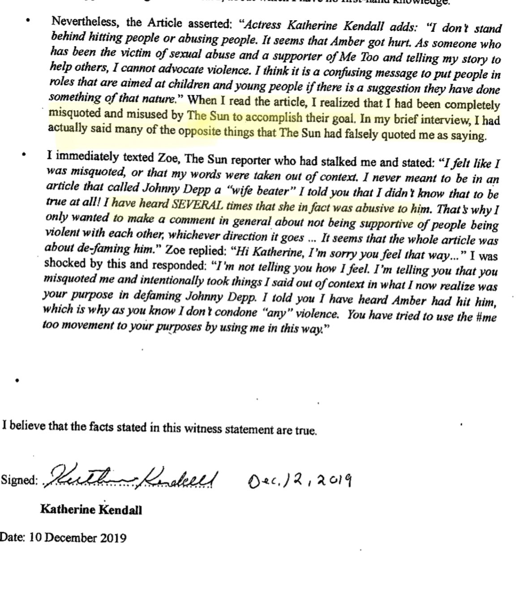 • Nevertheless, the Article asserted: "Actress Katherine Kendall adds: "I don't stand
behind hitting people or abusing people. It seems that Amber got hurt. As someone who
has been the victim of sexual abuse and a supporter of Me Too and telling my story to
help others, I cannot advocate violence. I think it is a confusing message to put people in
roles that are aimed at children and young people if there is a suggestion they have done
something of that nature." When I read the article, I realized that I had been completely
misquoted and misused by The Sun to accomplish their goal. In my brief interview, I had
actually said many of the opposite things that The Sun had falsely quoted me as saying.
• I immediately texted Zoe, The Sun reporter who had stalked me and stated: "I felt like I
was misquoted, or that my words were taken out of context. I never meant to be in an
article that called Johnny Depp a "wife beater" I told you that I didn't know that to be
true at all! I have heard SEVERAL times that she in fact was abusive to him. That's why I
only wanted to make a comment in general about not being supportive of people being
violent with each other, whichever direction it goes ... It seems that the whole article was
about de-faming him." Zoe replied: "Hi Katherine, I'm sorry you feel that way..." I was
shocked by this and responded: "I'm not telling you how I feel. I'm telling you that you
misquoted me and intentionally took things I said out of context in what I now realize was
your purpose in defaming Johnny Depp. I told you I have heard Amber had hit him,
which is why as you know I don't condone "any" violence. You have tried to use the #me
too movement to your purposes by using me in this way."
•
I believe that the facts stated in this witness statement are true.
Signed: Katherine Kendall Dec. 12, 2019
Katherine Kendall
Date: 10 December 2019